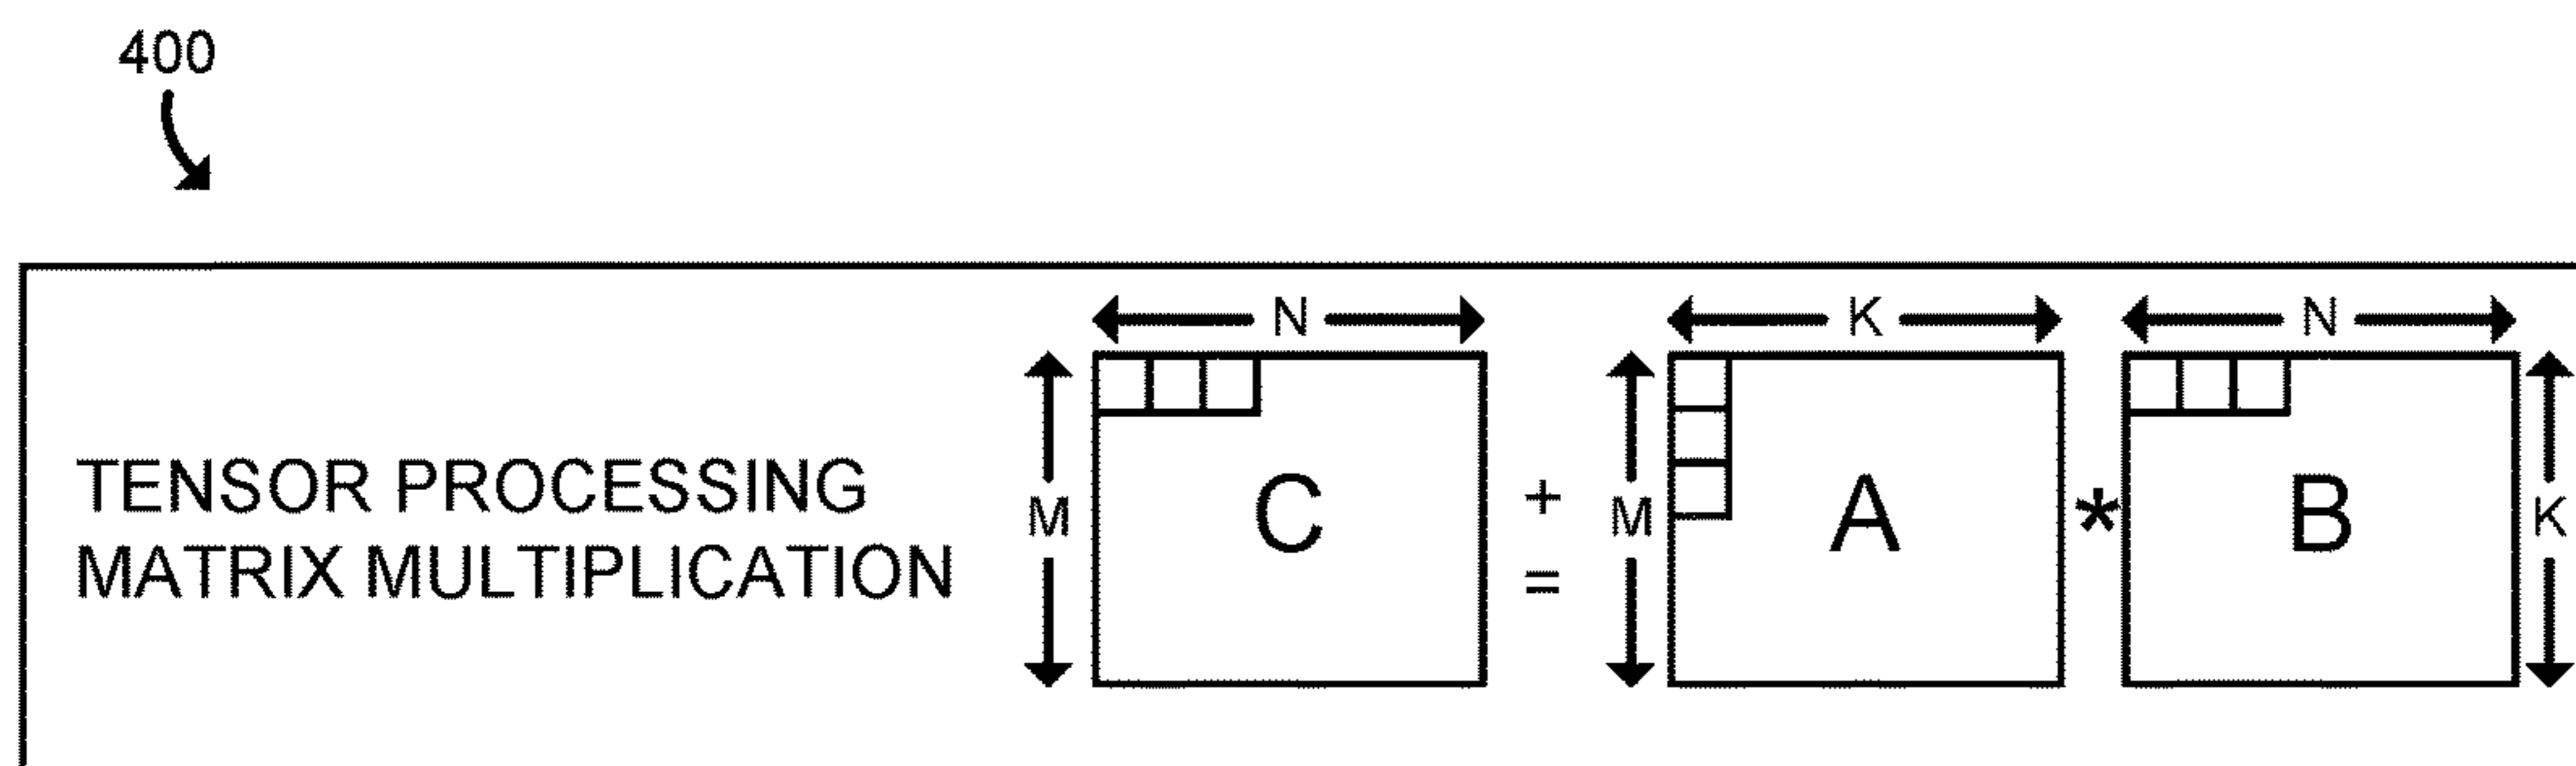 400
N
K
N
TENSOR PROCESSING
MATRIX MULTIPLICATION
M
C
+
=
M
A
*
B
K